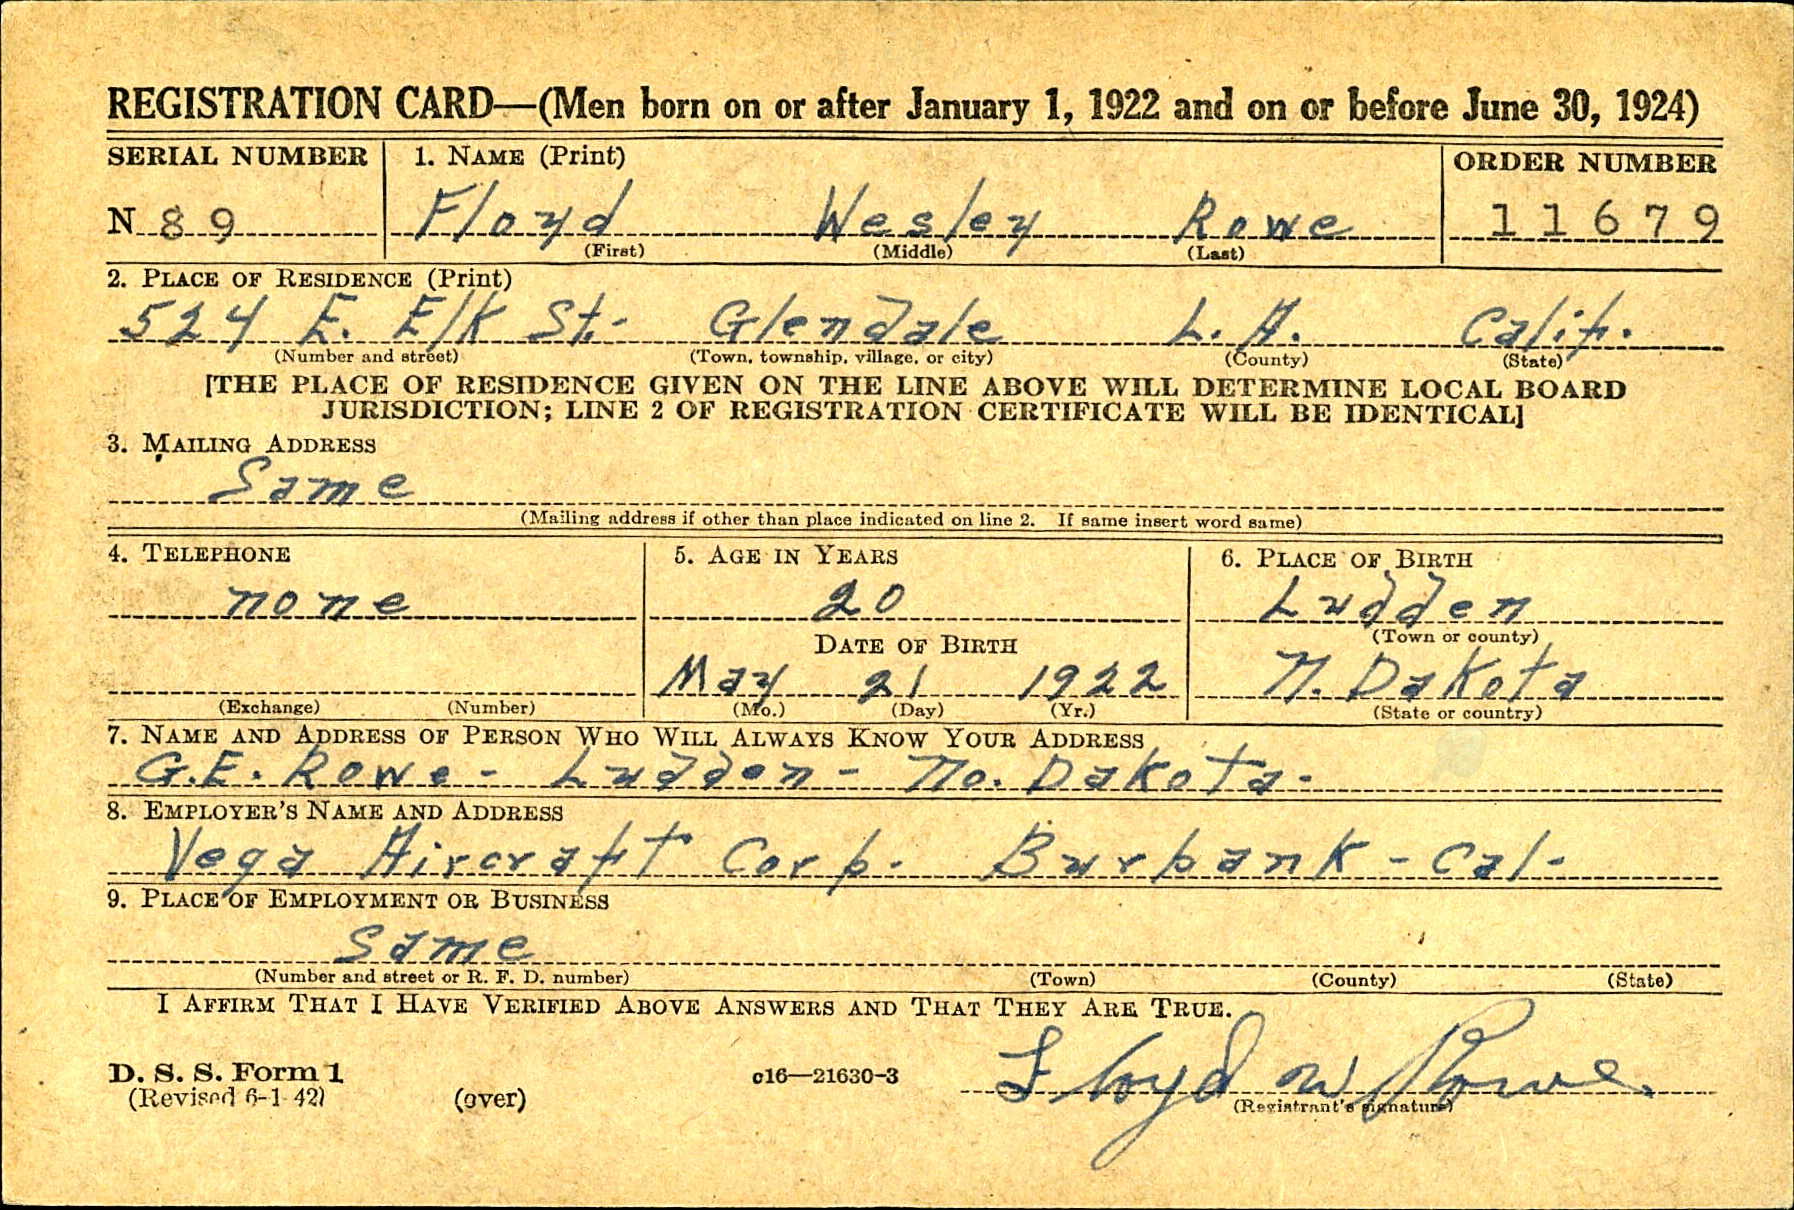 REGISTRATION CARD—(Men born on or after January 1, 1922 and on or before June 30, 1924)
SERIAL NUMBER 1. NAME (Print) ORDER NUMBER
N 89 Floyd Wesley Rowe 11679
(First) (Middle) (Last)
2. PLACE OF RESIDENCE (Print)
524 E. Elk St.- Glendale L. A. Calif.
(Number and street) (Town, township, village, or city) (County) (State)
[THE PLACE OF RESIDENCE GIVEN ON THE LINE ABOVE WILL DETERMINE LOCAL BOARD
JURISDICTION; LINE 2 OF REGISTRATION CERTIFICATE WILL BE IDENTICAL]
3. MAILING ADDRESS
Same
(Mailing address if other than place indicated on line 2. If same insert word same)
4. TELEPHONE 5. AGE IN YEARS 6. PLACE OF BIRTH
none 20 Ludden
(Town or county)
DATE OF BIRTH
May 21 1922 N. Dakota
(Exchange) (Number) (Mo.) (Day) (Yr.) (State or country)
7. NAME AND ADDRESS OF PERSON WHO WILL ALWAYS KNOW YOUR ADDRESS
G.E. Rowe - Ludden - No. Dakota -
8. EMPLOYER'S NAME AND ADDRESS
Vega Aircraft Corp. Burbank - Cal-
9. PLACE OF EMPLOYMENT OR BUSINESS
Same
(Number and street or R. F. D. number) (Town) (County) (State)
I AFFIRM THAT I HAVE VERIFIED ABOVE ANSWERS AND THAT THEY ARE TRUE.
Floyd W Rowe.
D. S. S. Form 1 c16—21630-3
(Revised 6-1-42) (over) (Registrant's signature)